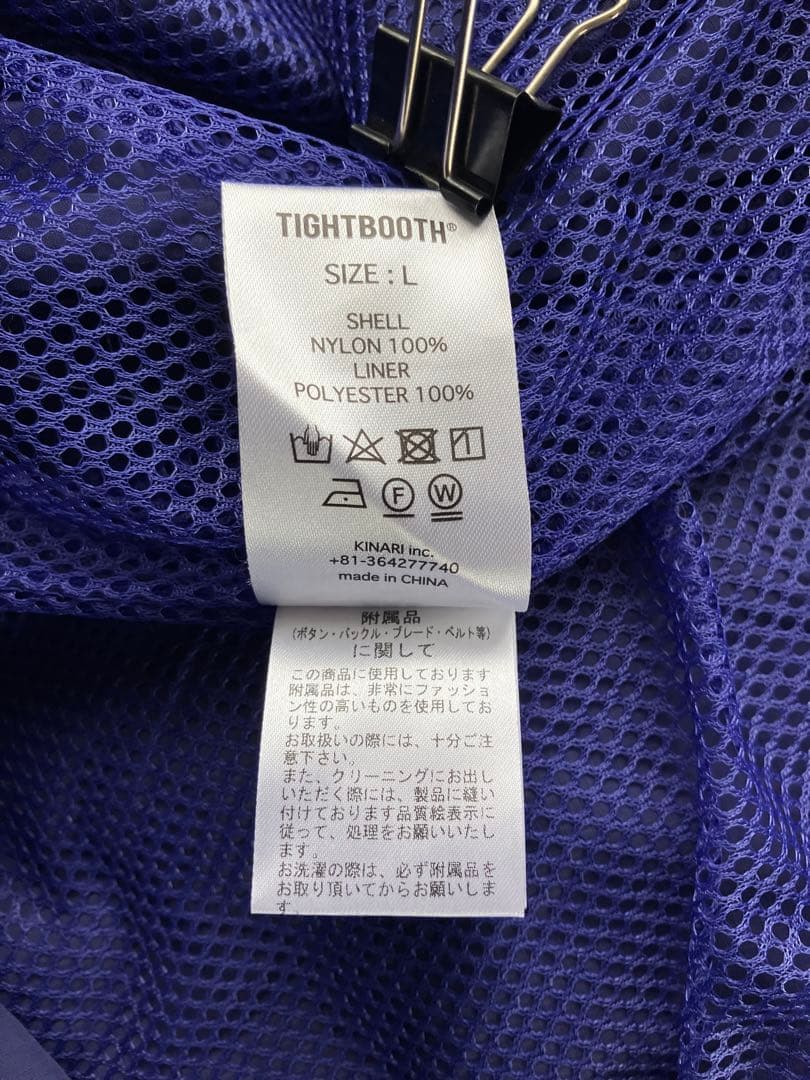 TIGHTBOOTH®
SIZE : L
SHELL
NYLON 100%
LINER
POLYESTER 100%
F W
KINARI inc.
+81-364277740
made in CHINA
附属品
(ボタン・バックル・ブレード・ベルト等)
に関して
この商品に使用しております
附属品は、非常にファッショ
ン性の高いものを使用してお
ります。
お取扱いの際には、十分ご注
意下さい。
また、クリーニングにお出し
いただく際には、製品に縫い
付けております品質絵表示に
従って、処理をお願いいたし
ます。
お洗濯の際は、必ず附属品を
お取り頂いてからお願いしま
す。